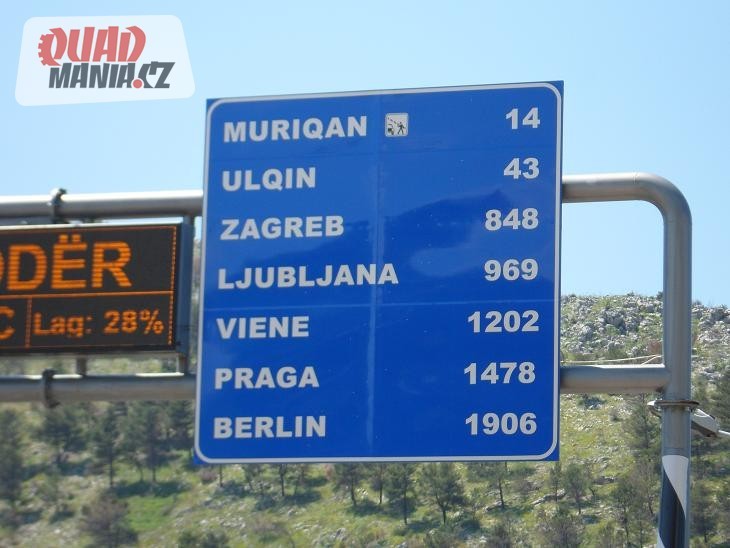 QUAD
MANIA.CZ
MURIQAN 14
ULQIN 43
ZAGREB 848
LJUBLJANA 969
VIENE 1202
PRAGA 1478
BERLIN 1906
DËR
C Lag: 28%